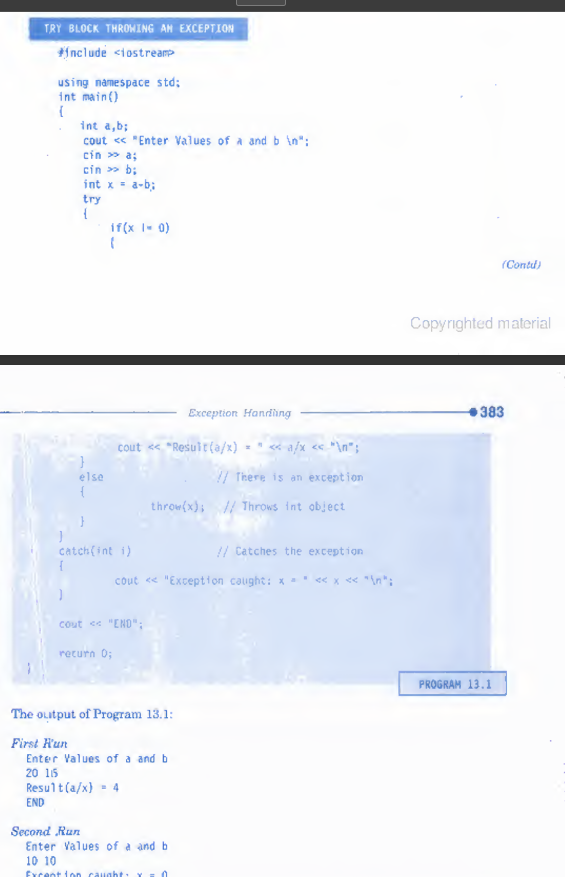 TRY BLOCK THROWING AN EXCEPTION
#include <iostream>
using namespace std;
int main()
{
int a,b;
cout << "Enter Values of a and b \n";
cin >> a;
cin >> b;
int x = a-b;
try
{
if(x != 0)
{
(Contd)
Copyrighted material
Exception Handling 383
cout << "Result(a/x) = " << a/x << "\n";
}
else // There is an exception
{
throw(x); // Throws int object
}
}
catch(int i) // Catches the exception
{
cout << "Exception caught: x = " << x << "\n";
}
cout << "END";
return 0;
}
PROGRAM 13.1
The output of Program 13.1:
First Run
Enter Values of a and b
20 15
Result(a/x) = 4
END
Second Run
Enter Values of a and b
10 10
Exception caught: x = 0